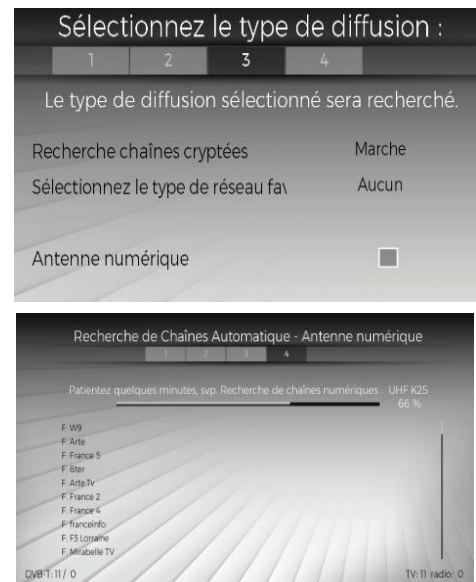 Sélectionnez le type de diffusion :
1 2 3 4
Le type de diffusion sélectionné sera recherché.
Recherche chaînes cryptées Marche
Sélectionnez le type de réseau fav Aucun
Antenne numérique
Recherche de Chaînes Automatique - Antenne numérique
1 2 3 4
Patientez quelques minutes, svp. Recherche de chaînes numériques : UHF K25
66 %
F: W9
F: Arte
F: France 5
F: 6ter
F: Arte Tv
F: France 2
F: France 4
F: franceinfo:
F: F3 Lorraine
F: Mirabelle TV
DVB-T: 11 / 0 TV: 11 radio: 0